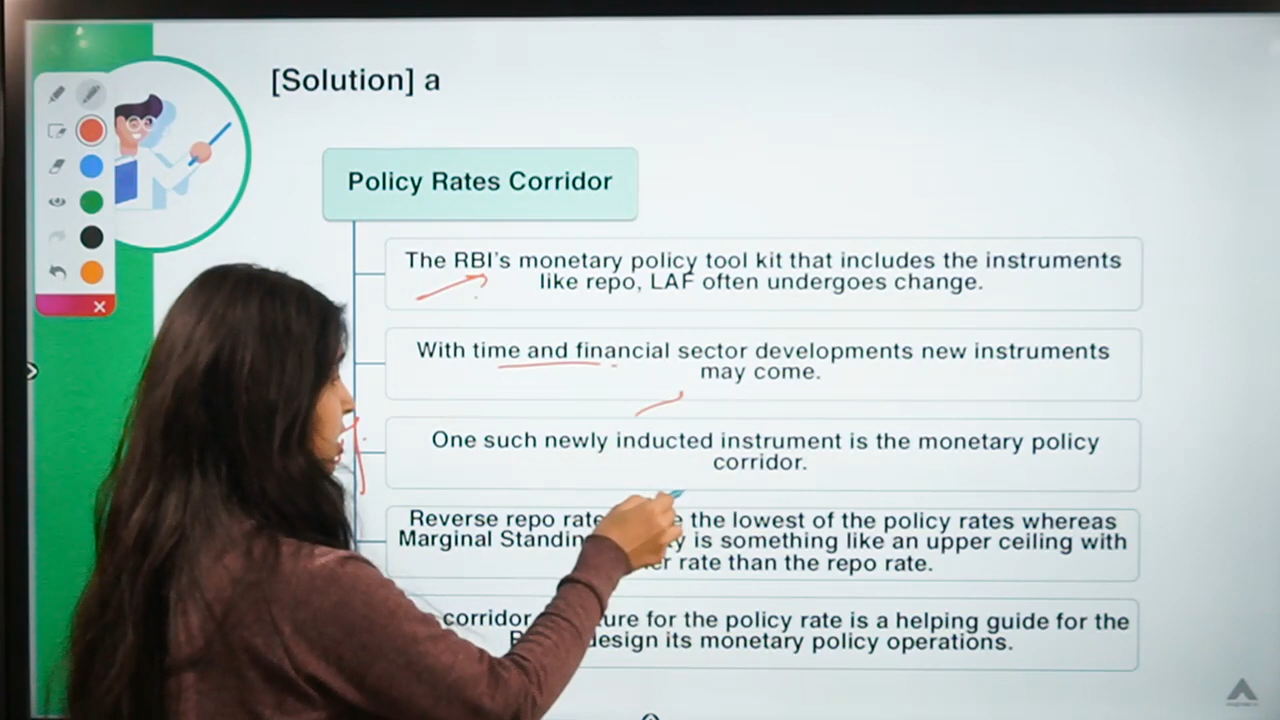 [Solution] a
Policy Rates Corridor
The RBI's monetary policy tool kit that includes the instruments
like repo, LAF often undergoes change.
With time and financial sector developments new instruments
may come.
One such newly inducted instrument is the monetary policy
corridor.
Reverse repo rate the lowest of the policy rates whereas
Marginal is something like an upper ceiling with
rate than the repo rate.
corridor for the policy rate is a helping guide for the
its monetary policy operations.